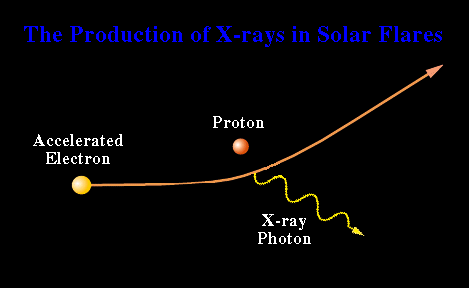 The Production of X-rays in Solar Flares
Proton
Accelerated
Electron
X-ray
Photon